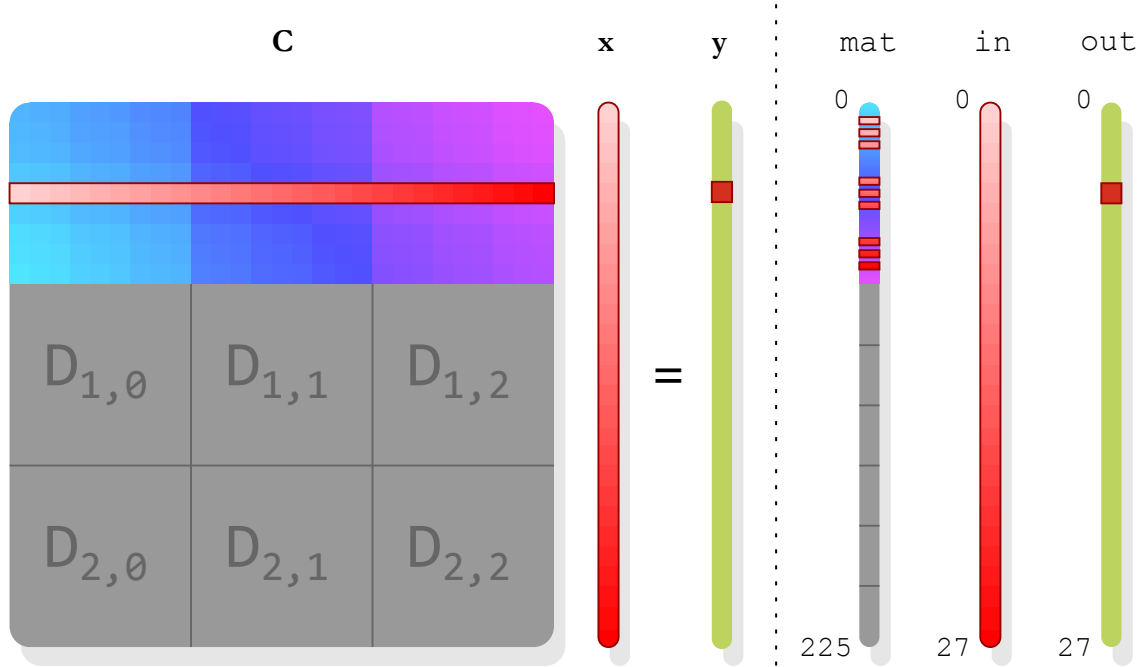 C x y mat in out
0 0 0
D1,0 D1,1 D1,2
=
D2,0 D2,1 D2,2
225 27 27